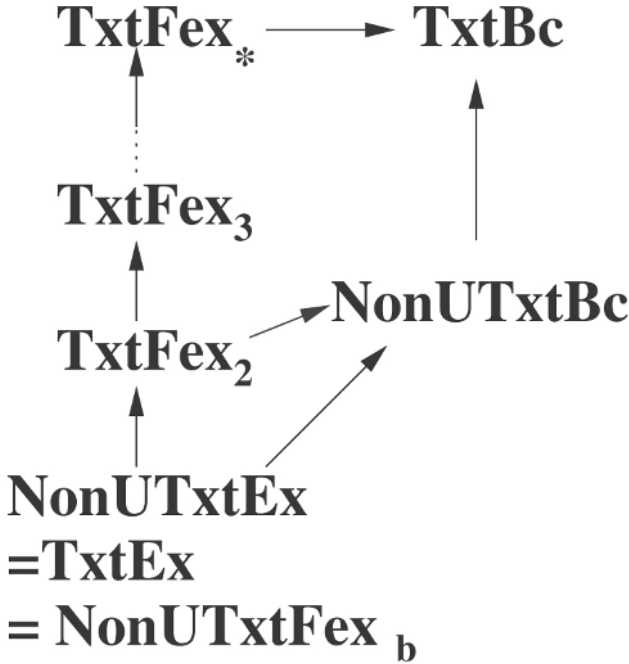 TxtFex* TxtBc
TxtFex3
NonUTxtBc
TxtFex2
NonUTxtEx
=TxtEx
= NonUTxtFex b